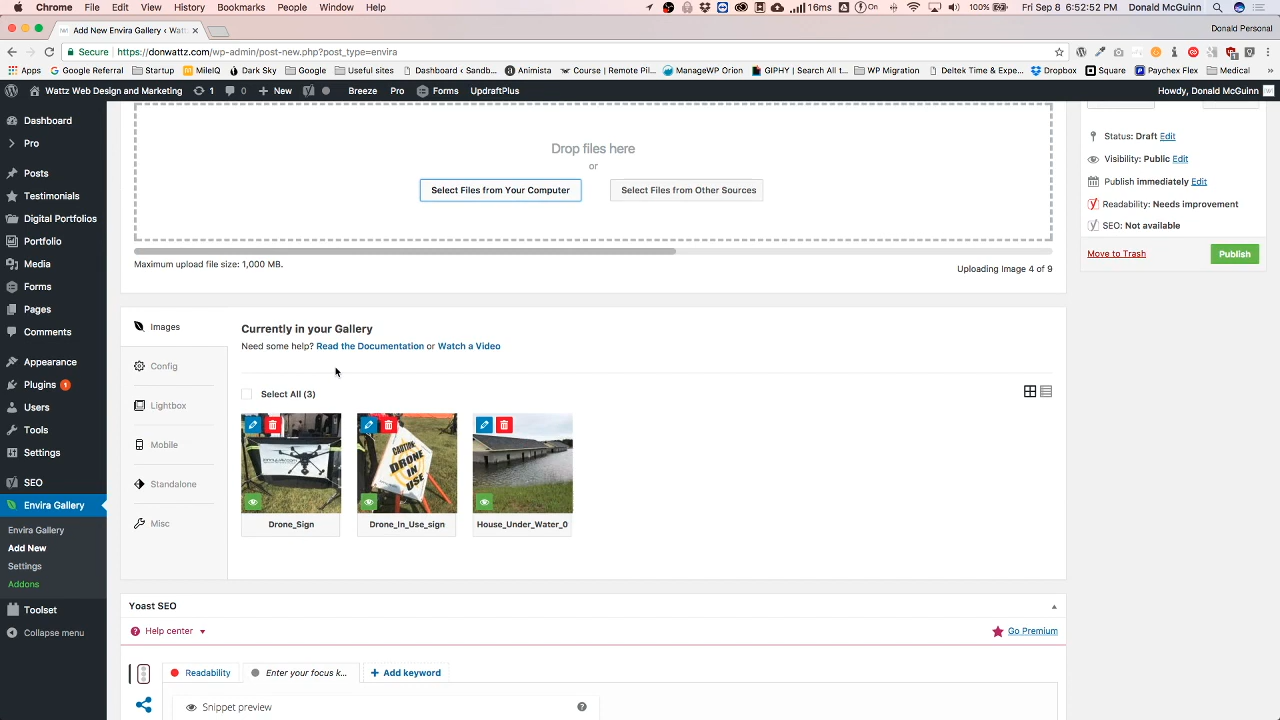 Chrome File Edit View History Bookmarks People Window Help 16hrs On 100% Fri Sep 8 6:52:52 PM Donald McGuinn
Add New Envira Gallery ‹ Watt Donald Personal
Secure https://donwattz.com/wp-admin/post-new.php?post_type=envira
Apps Google Referral Startup MileIQ Dark Sky Google Useful sites Dashboard ‹ Sandb... Animista Course | Remote Pil... ManageWP Orion GIPHY | Search All t... WP Migration Deltek Time & Expe... Dropbox Square Paychex Flex Medical »
Wattz Web Design and Marketing 1 0 New Breeze Pro Forms UpdraftPlus Howdy, Donald McGuinn
Dashboard
Pro
Posts
Testimonials
Digital Portfolios
Portfolio
Media
Forms
Pages
Comments
Appearance
Plugins 1
Users
Tools
Settings
SEO
Envira Gallery
Envira Gallery
Add New
Settings
Addons
Toolset
Collapse menu
Drop files here
or
Select Files from Your Computer Select Files from Other Sources
Maximum upload file size: 1,000 MB.
Uploading Image 4 of 9
Status: Draft Edit
Visibility: Public Edit
Publish immediately Edit
Readability: Needs improvement
SEO: Not available
Move to Trash Publish
Images
Config
Lightbox
Mobile
Standalone
Misc
Currently in your Gallery
Need some help? Read the Documentation or Watch a Video
Select All (3)
CAUTION: DRONE IN USE
Drone_Sign Drone_In_Use_sign House_Under_Water_0
Yoast SEO
? Help center Go Premium
Readability Enter your focus k... + Add keyword
Snippet preview ?